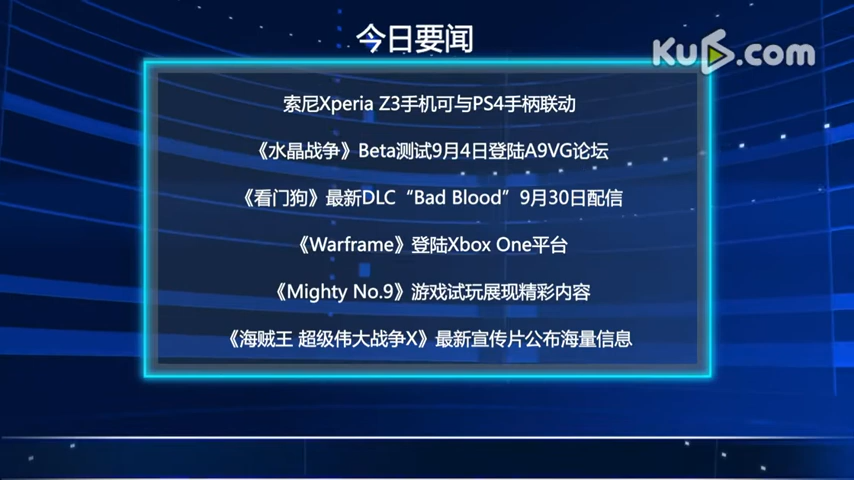 今日要闻
Ku6.com
索尼Xperia Z3手机可与PS4手柄联动
《水晶战争》Beta测试9月4日登陆A9VG论坛
《看门狗》最新DLC“Bad Blood”9月30日配信
《Warframe》登陆Xbox One平台
《Mighty No.9》游戏试玩展现精彩内容
《海贼王 超级伟大战争X》最新宣传片公布海量信息